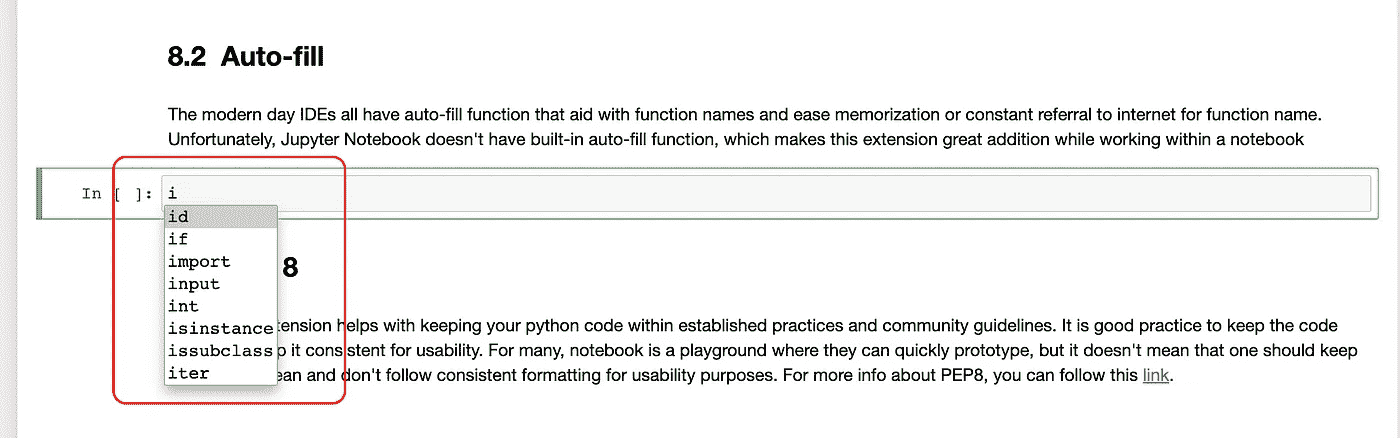 8.2 Auto-fill
The modern day IDEs all have auto-fill function that aid with function names and ease memorization or constant referral to internet for function name.
Unfortunately, Jupyter Notebook doesn't have built-in auto-fill function, which makes this extension great addition while working within a notebook
In [ ]: i
id
if
import
input
int
isinstance
issubclass
iter
8
helps with keeping your python code within established practices and community guidelines. It is good practice to keep the code
it consistent for usability. For many, notebook is a playground where they can quickly prototype, but it doesn't mean that one should keep
and don't follow consistent formatting for usability purposes. For more info about PEP8, you can follow this link.